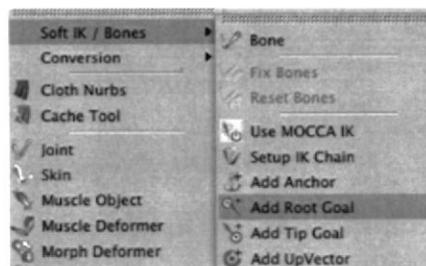 Soft IK / Bones
Conversion
Cloth Nurbs
Cache Tool
Joint
Skin
Muscle Object
Muscle Deformer
Morph Deformer
Bone
Fix Bones
Reset Bones
Use MOCCA IK
Setup IK Chain
Add Anchor
Add Root Goal
Add Tip Goal
Add UpVector